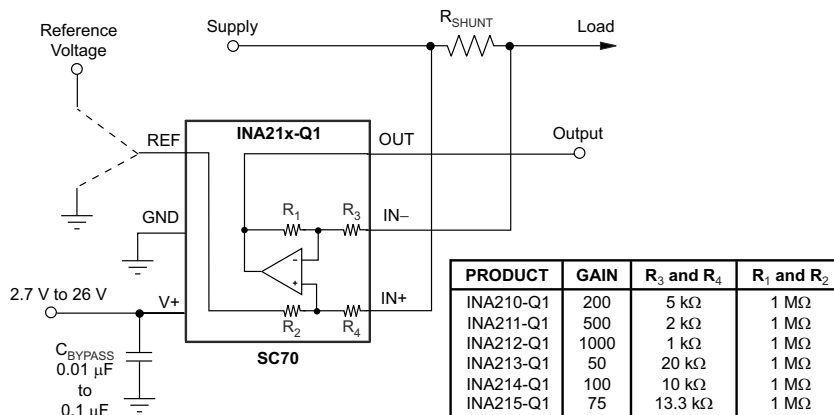 Reference
Voltage
Supply
R_SHUNT
Load
REF
INA21x-Q1
OUT
Output
GND
R1
R3
IN−
2.7 V to 26 V
V+
R2
R4
IN+
CBYPASS
0.01 μF
to
0.1 μF
SC70
PRODUCT GAIN R3 and R4 R1 and R2
INA210-Q1 200 5 kΩ 1 MΩ
INA211-Q1 500 2 kΩ 1 MΩ
INA212-Q1 1000 1 kΩ 1 MΩ
INA213-Q1 50 20 kΩ 1 MΩ
INA214-Q1 100 10 kΩ 1 MΩ
INA215-Q1 75 13.3 kΩ 1 MΩ